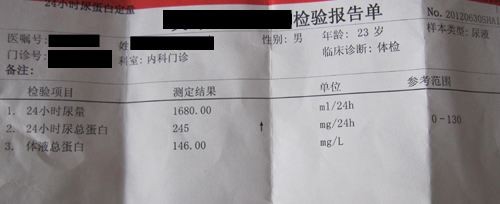 24小时尿蛋白定量
检验报告单
No.20120630SHA1
医嘱号: 姓 性别: 男 年龄: 23 岁 样本类型: 尿液
门诊号: 科室: 内科门诊 临床诊断: 体检
备注:
检验项目 测定结果 单位 参考范围
1. 24小时尿量 1680.00 ml/24h
2. 24小时尿总蛋白 245 ↑ mg/24h 0-130
3. 体液总蛋白 146.00 mg/L